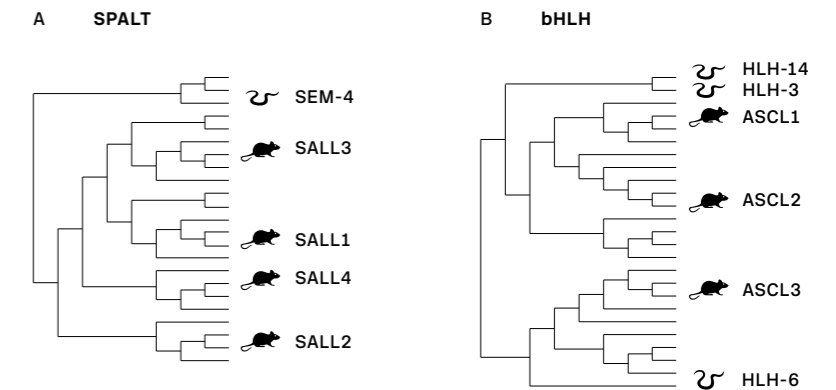 A SPALT
SEM-4
SALL3
SALL1
SALL4
SALL2
B bHLH
HLH-14
HLH-3
ASCL1
ASCL2
ASCL3
HLH-6